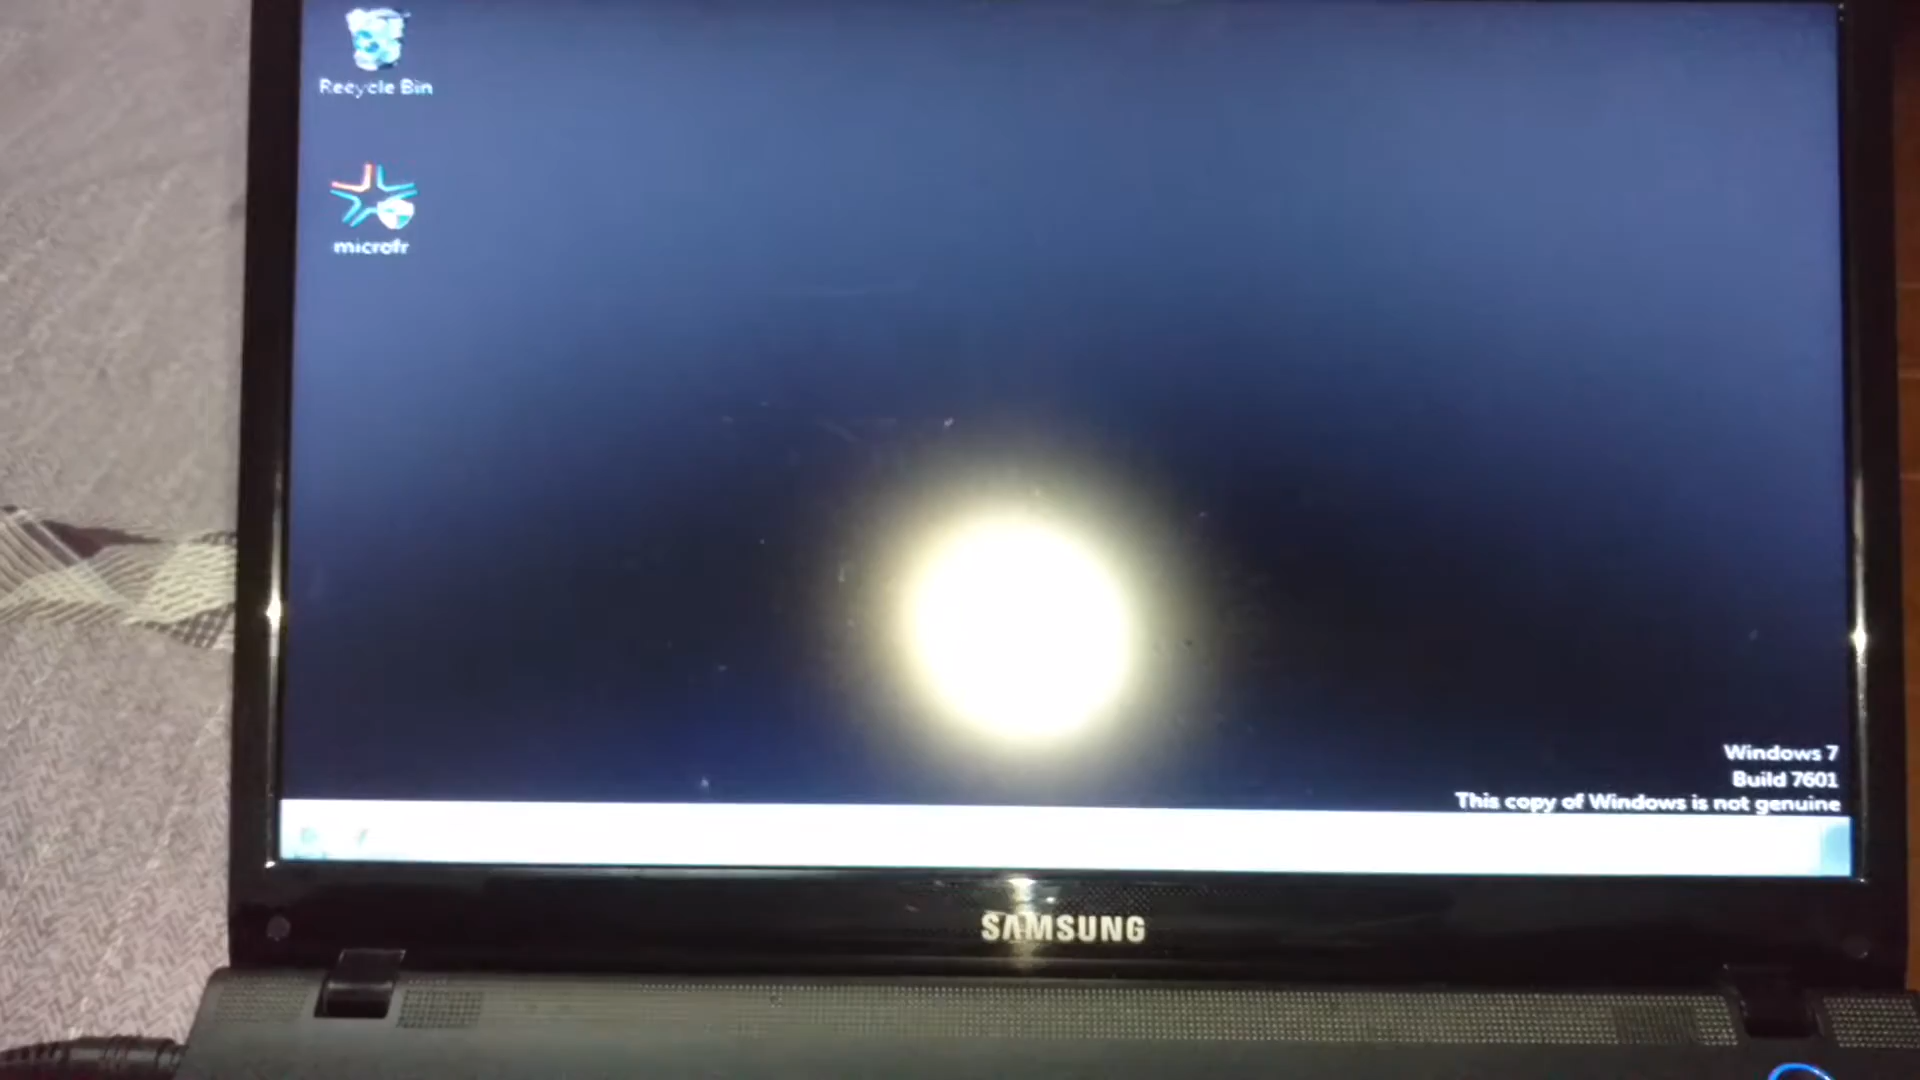 Recycle Bin
microfr
Windows 7
Build 7601
This copy of Windows is not genuine
SAMSUNG